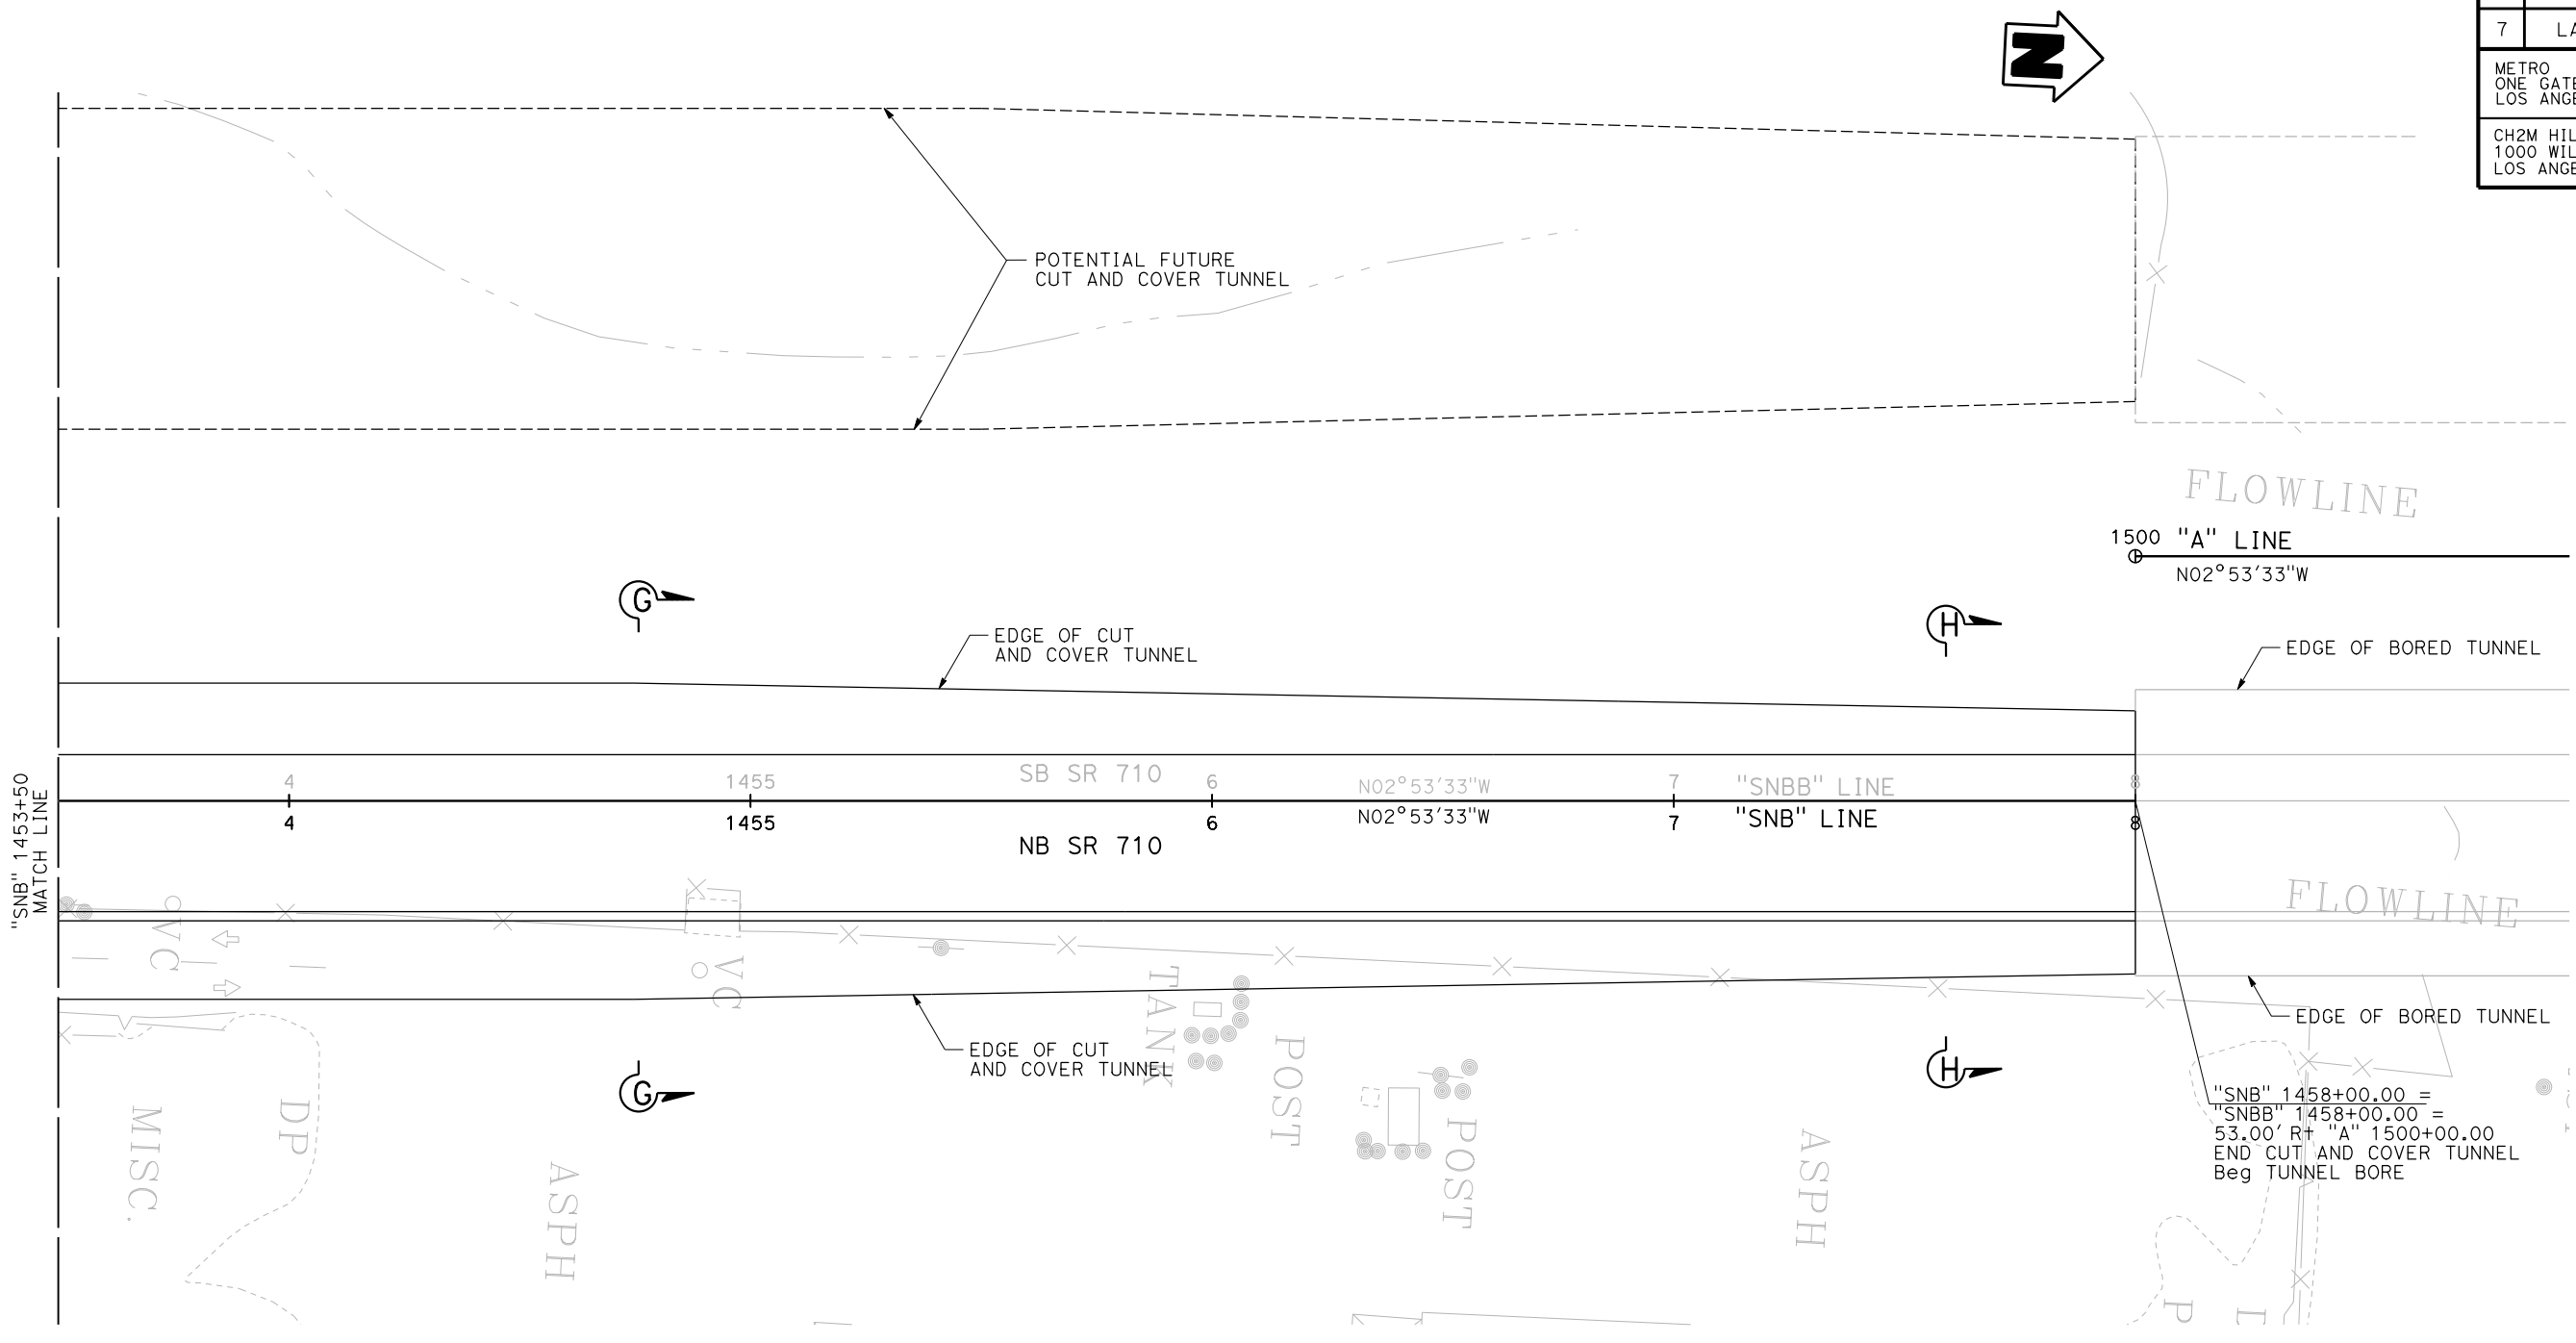 N
7
LA
METRO
ONE GATE
LOS ANGE
CH2M HIL
1000 WIL
LOS ANGE
POTENTIAL FUTURE
CUT AND COVER TUNNEL
FLOWLINE
1500 "A" LINE
N02°53'33"W
G
H
EDGE OF CUT
AND COVER TUNNEL
EDGE OF BORED TUNNEL
"SNB" 1453+50
MATCH LINE
4 1455 SB SR 710 6 N02°53'33"W 7 "SNBB" LINE 8
4 1455 6 N02°53'33"W 7 "SNB" LINE 8
NB SR 710
FLOWLINE
VC
VC
TANK
POST
POST
EDGE OF CUT
AND COVER TUNNEL
EDGE OF BORED TUNNEL
G
H
"SNB" 1458+00.00 =
"SNBB" 1458+00.00 =
53.00' Rt "A" 1500+00.00
END CUT AND COVER TUNNEL
Beg TUNNEL BORE
MISC.
DP
ASPH
ASPH
P